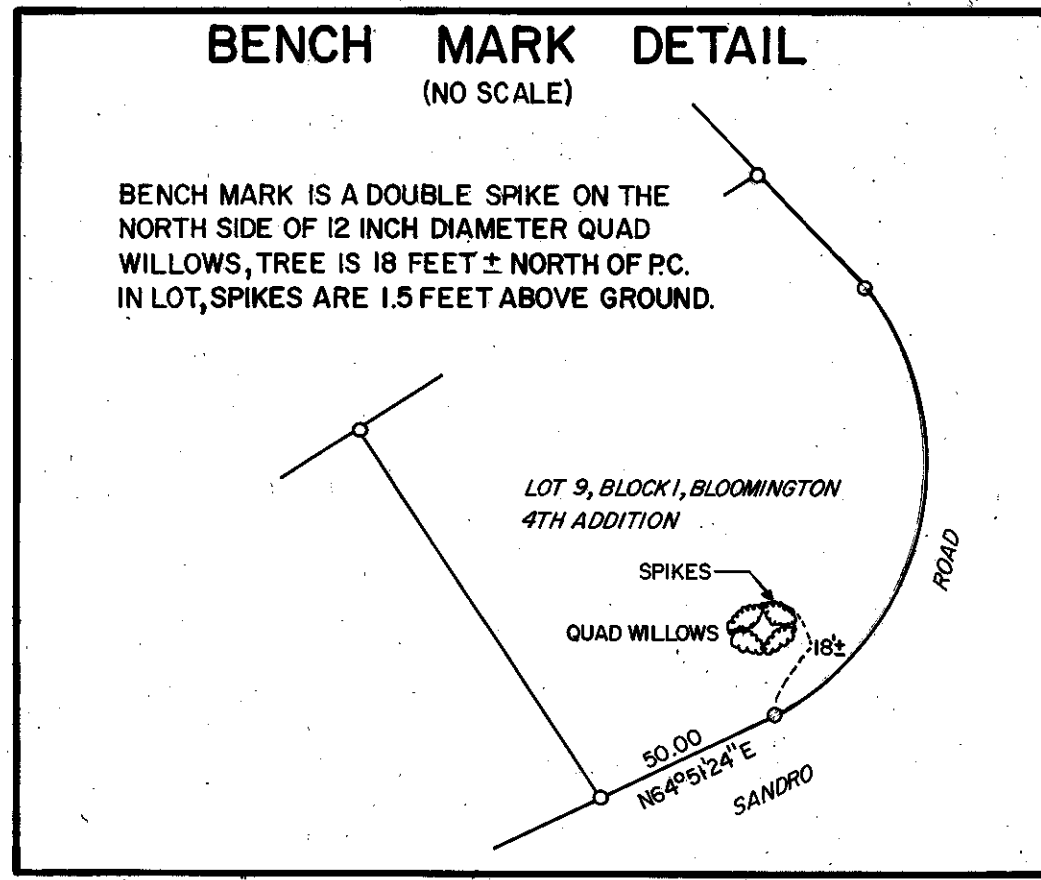 BENCH MARK DETAIL
(NO SCALE)
BENCH MARK IS A DOUBLE SPIKE ON THE
NORTH SIDE OF 12 INCH DIAMETER QUAD
WILLOWS, TREE IS 18 FEET ± NORTH OF P.C.
IN LOT, SPIKES ARE 1.5 FEET ABOVE GROUND.
LOT 9, BLOCK 1, BLOOMINGTON
4TH ADDITION
SPIKES
QUAD WILLOWS
18'±
50.00
N64°51'24"E
SANDRO
ROAD